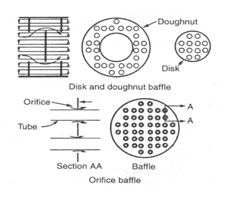 Doughnut
Disk
Disk and doughnut baffle
Orifice
Tube
A
A
Section AA
Baffle
Orifice baffle